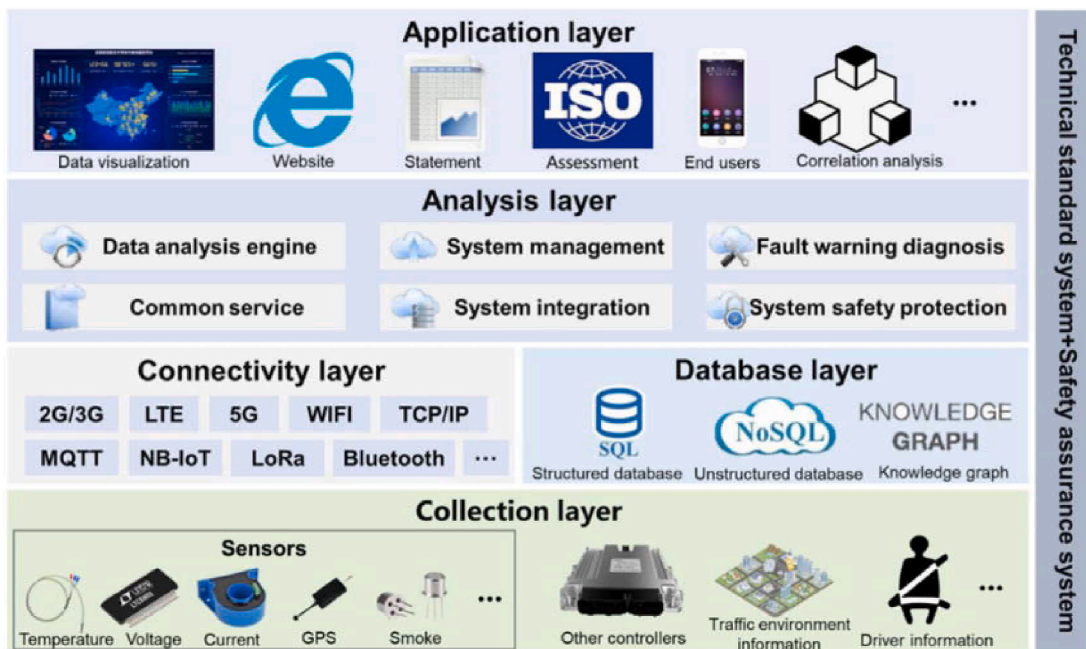 Application layer
ISO
Data visualization
Website
Statement
Assessment
End users
Correlation analysis
...
Analysis layer
Data analysis engine
System management
Fault warning diagnosis
Common service
System integration
System safety protection
Connectivity layer
2G/3G
LTE
5G
WIFI
TCP/IP
MQTT
NB-IoT
LoRa
Bluetooth
...
Database layer
SQL
NoSQL
KNOWLEDGE
GRAPH
Structured database
Unstructured database
Knowledge graph
Collection layer
Sensors
Temperature
Voltage
Current
GPS
Smoke
...
Other controllers
Traffic environment
information
Driver information
...
Technical standard system+Safety assurance system